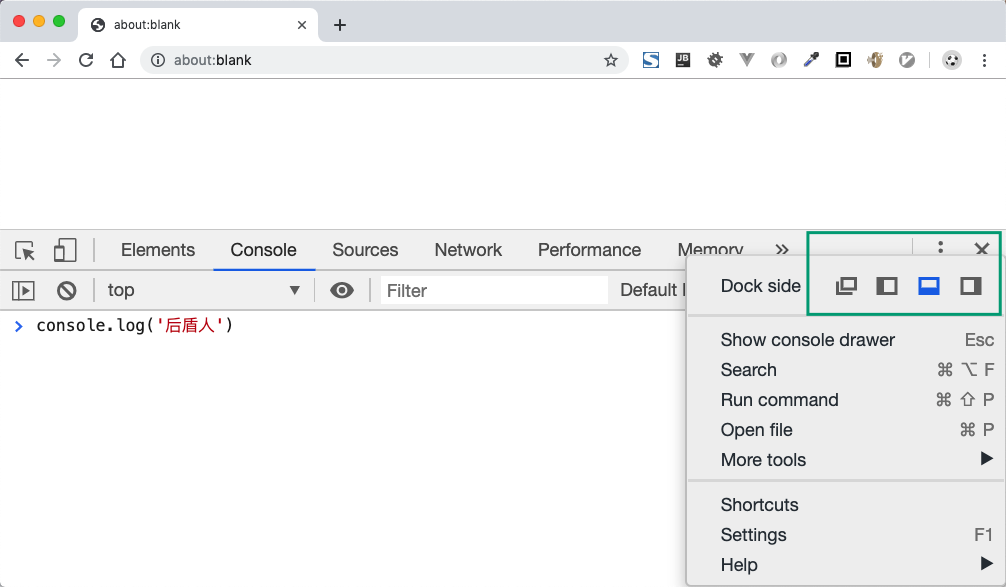 about:blank
about:blank
JB
Elements Console Sources Network Performance Memory
top Filter Default
console.log('后盾人')
Dock side
Show console drawer Esc
Search ⌘ ⌥ F
Run command ⌘ ⇧ P
Open file ⌘ P
More tools
Shortcuts
Settings F1
Help